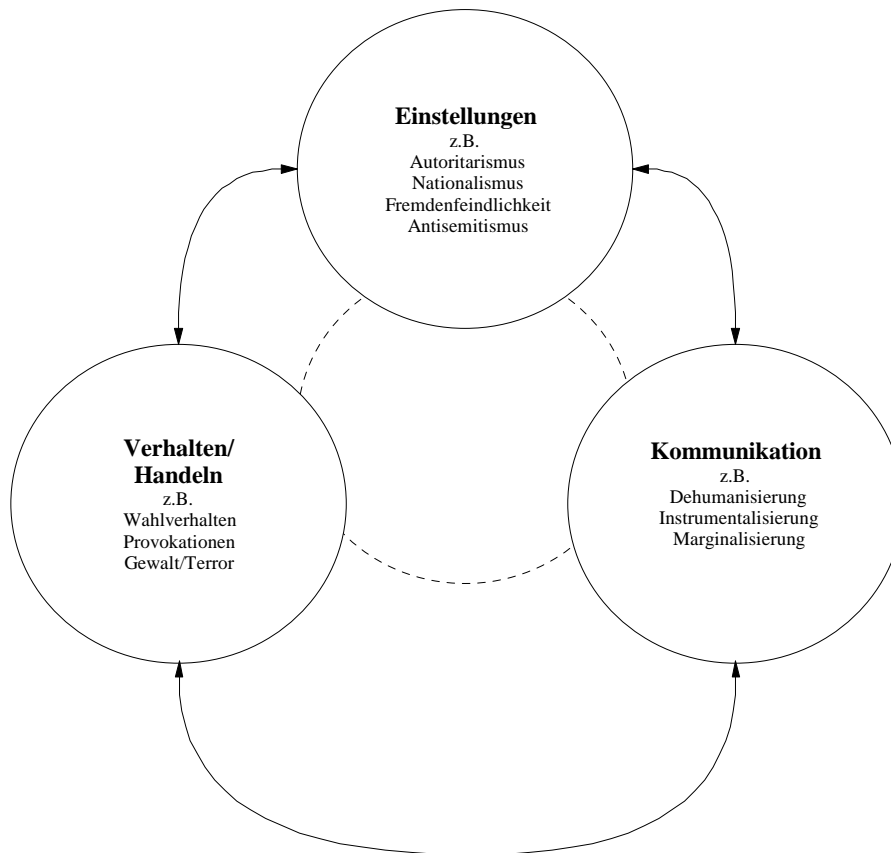 Einstellungen
z.B.
Autoritarismus
Nationalismus
Fremdenfeindlichkeit
Antisemitismus
Verhalten/
Handeln
z.B.
Wahlverhalten
Provokationen
Gewalt/Terror
Kommunikation
z.B.
Dehumanisierung
Instrumentalisierung
Marginalisierung